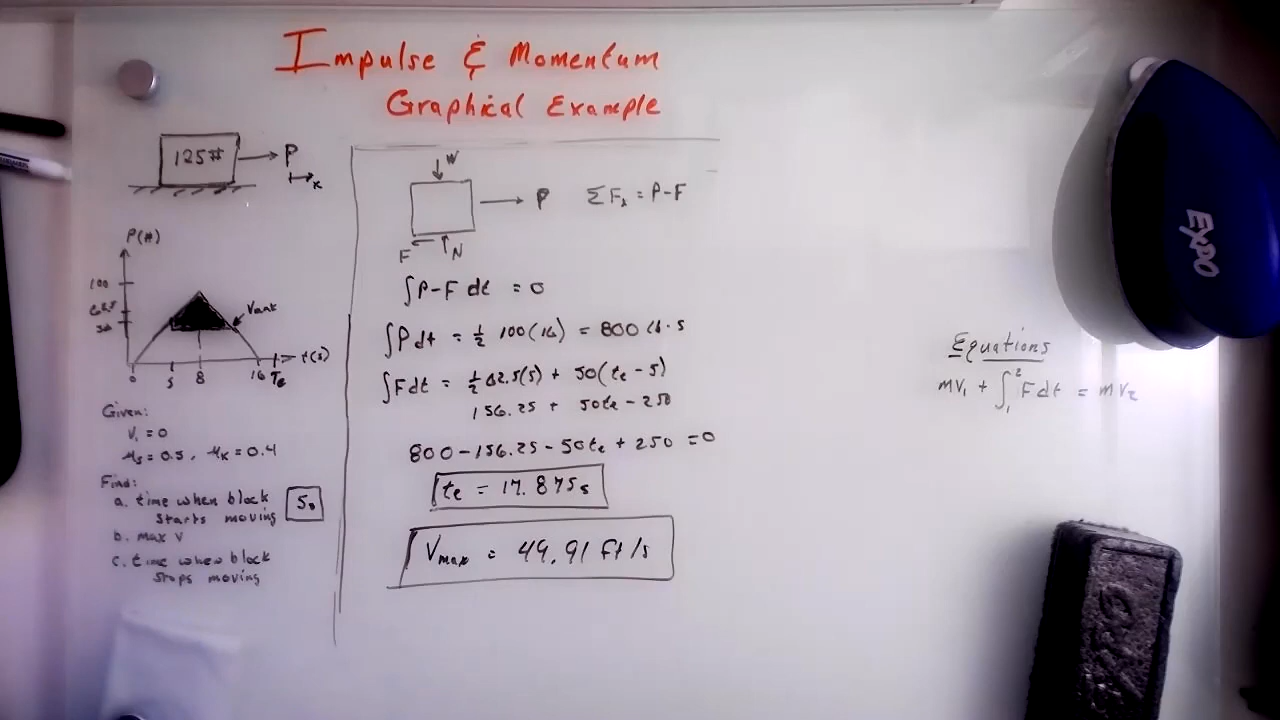 Impulse & Momentum
Graphical Example
125#
P
x
P(#)
100
62.5
50
Vmax
t(s)
0
5
8
16
Te
Given:
V₁ = 0
μs = 0.5, μk = 0.4
Find:
a. time when block
starts moving
5s
b. max V
c. time when block
stops moving
W
P
ΣFx = P-F
F
N
∫P-F dt = 0
∫Pdt = ½ 100(16) = 800 lb·s
∫Fdt = ½ 62.5(5) + 50(te - 5)
156.25 + 50te - 250
800-156.25-50te + 250 = 0
te = 17.875s
Vmax = 49.91 ft/s
Equations
mV₁ + ∫₁² Fdt = mV₂
EXPO